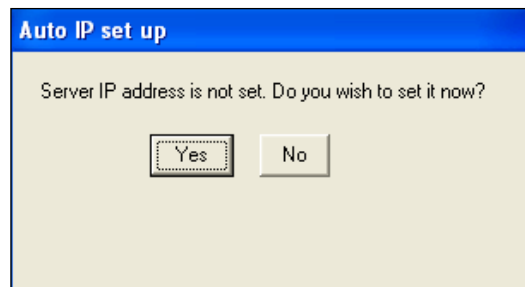 Auto IP set up
Server IP address is not set. Do you wish to set it now?
Yes No